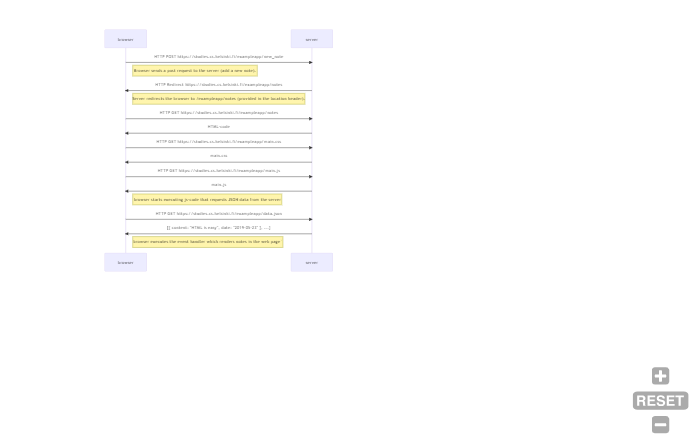 browser
server
HTTP POST https://studies.cs.helsinki.fi/exampleapp/new_note
Browser sends a post request to the server (add a new note).
HTTP Redirect https://studies.cs.helsinki.fi/exampleapp/notes
Server redirects the browser to /exampleapp/notes (provided in the location header).
HTTP GET https://studies.cs.helsinki.fi/exampleapp/notes
HTML-code
HTTP GET https://studies.cs.helsinki.fi/exampleapp/main.css
main.css
HTTP GET https://studies.cs.helsinki.fi/exampleapp/main.js
main.js
browser starts executing js-code that requests JSON data from the server
HTTP GET https://studies.cs.helsinki.fi/exampleapp/data.json
[{ content: "HTML is easy", date: "2019-05-23" }, ...]
browser executes the event handler which renders notes in the web page
browser
server
+
RESET
−